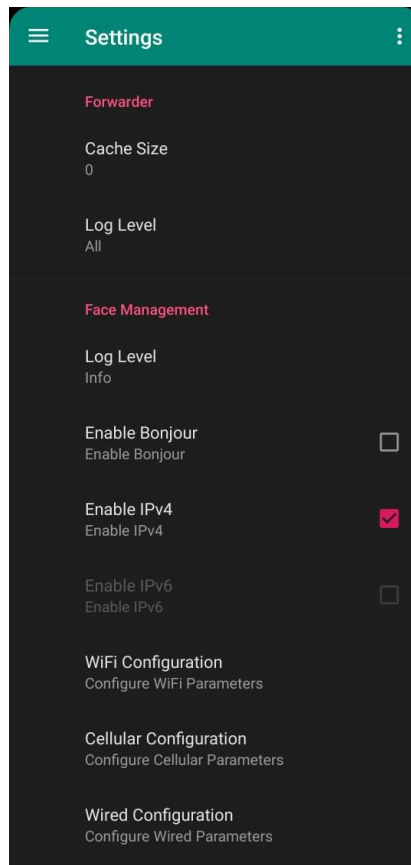 Settings
Forwarder
Cache Size
0
Log Level
All
Face Management
Log Level
Info
Enable Bonjour
Enable Bonjour
Enable IPv4
Enable IPv4
Enable IPv6
Enable IPv6
WiFi Configuration
Configure WiFi Parameters
Cellular Configuration
Configure Cellular Parameters
Wired Configuration
Configure Wired Parameters